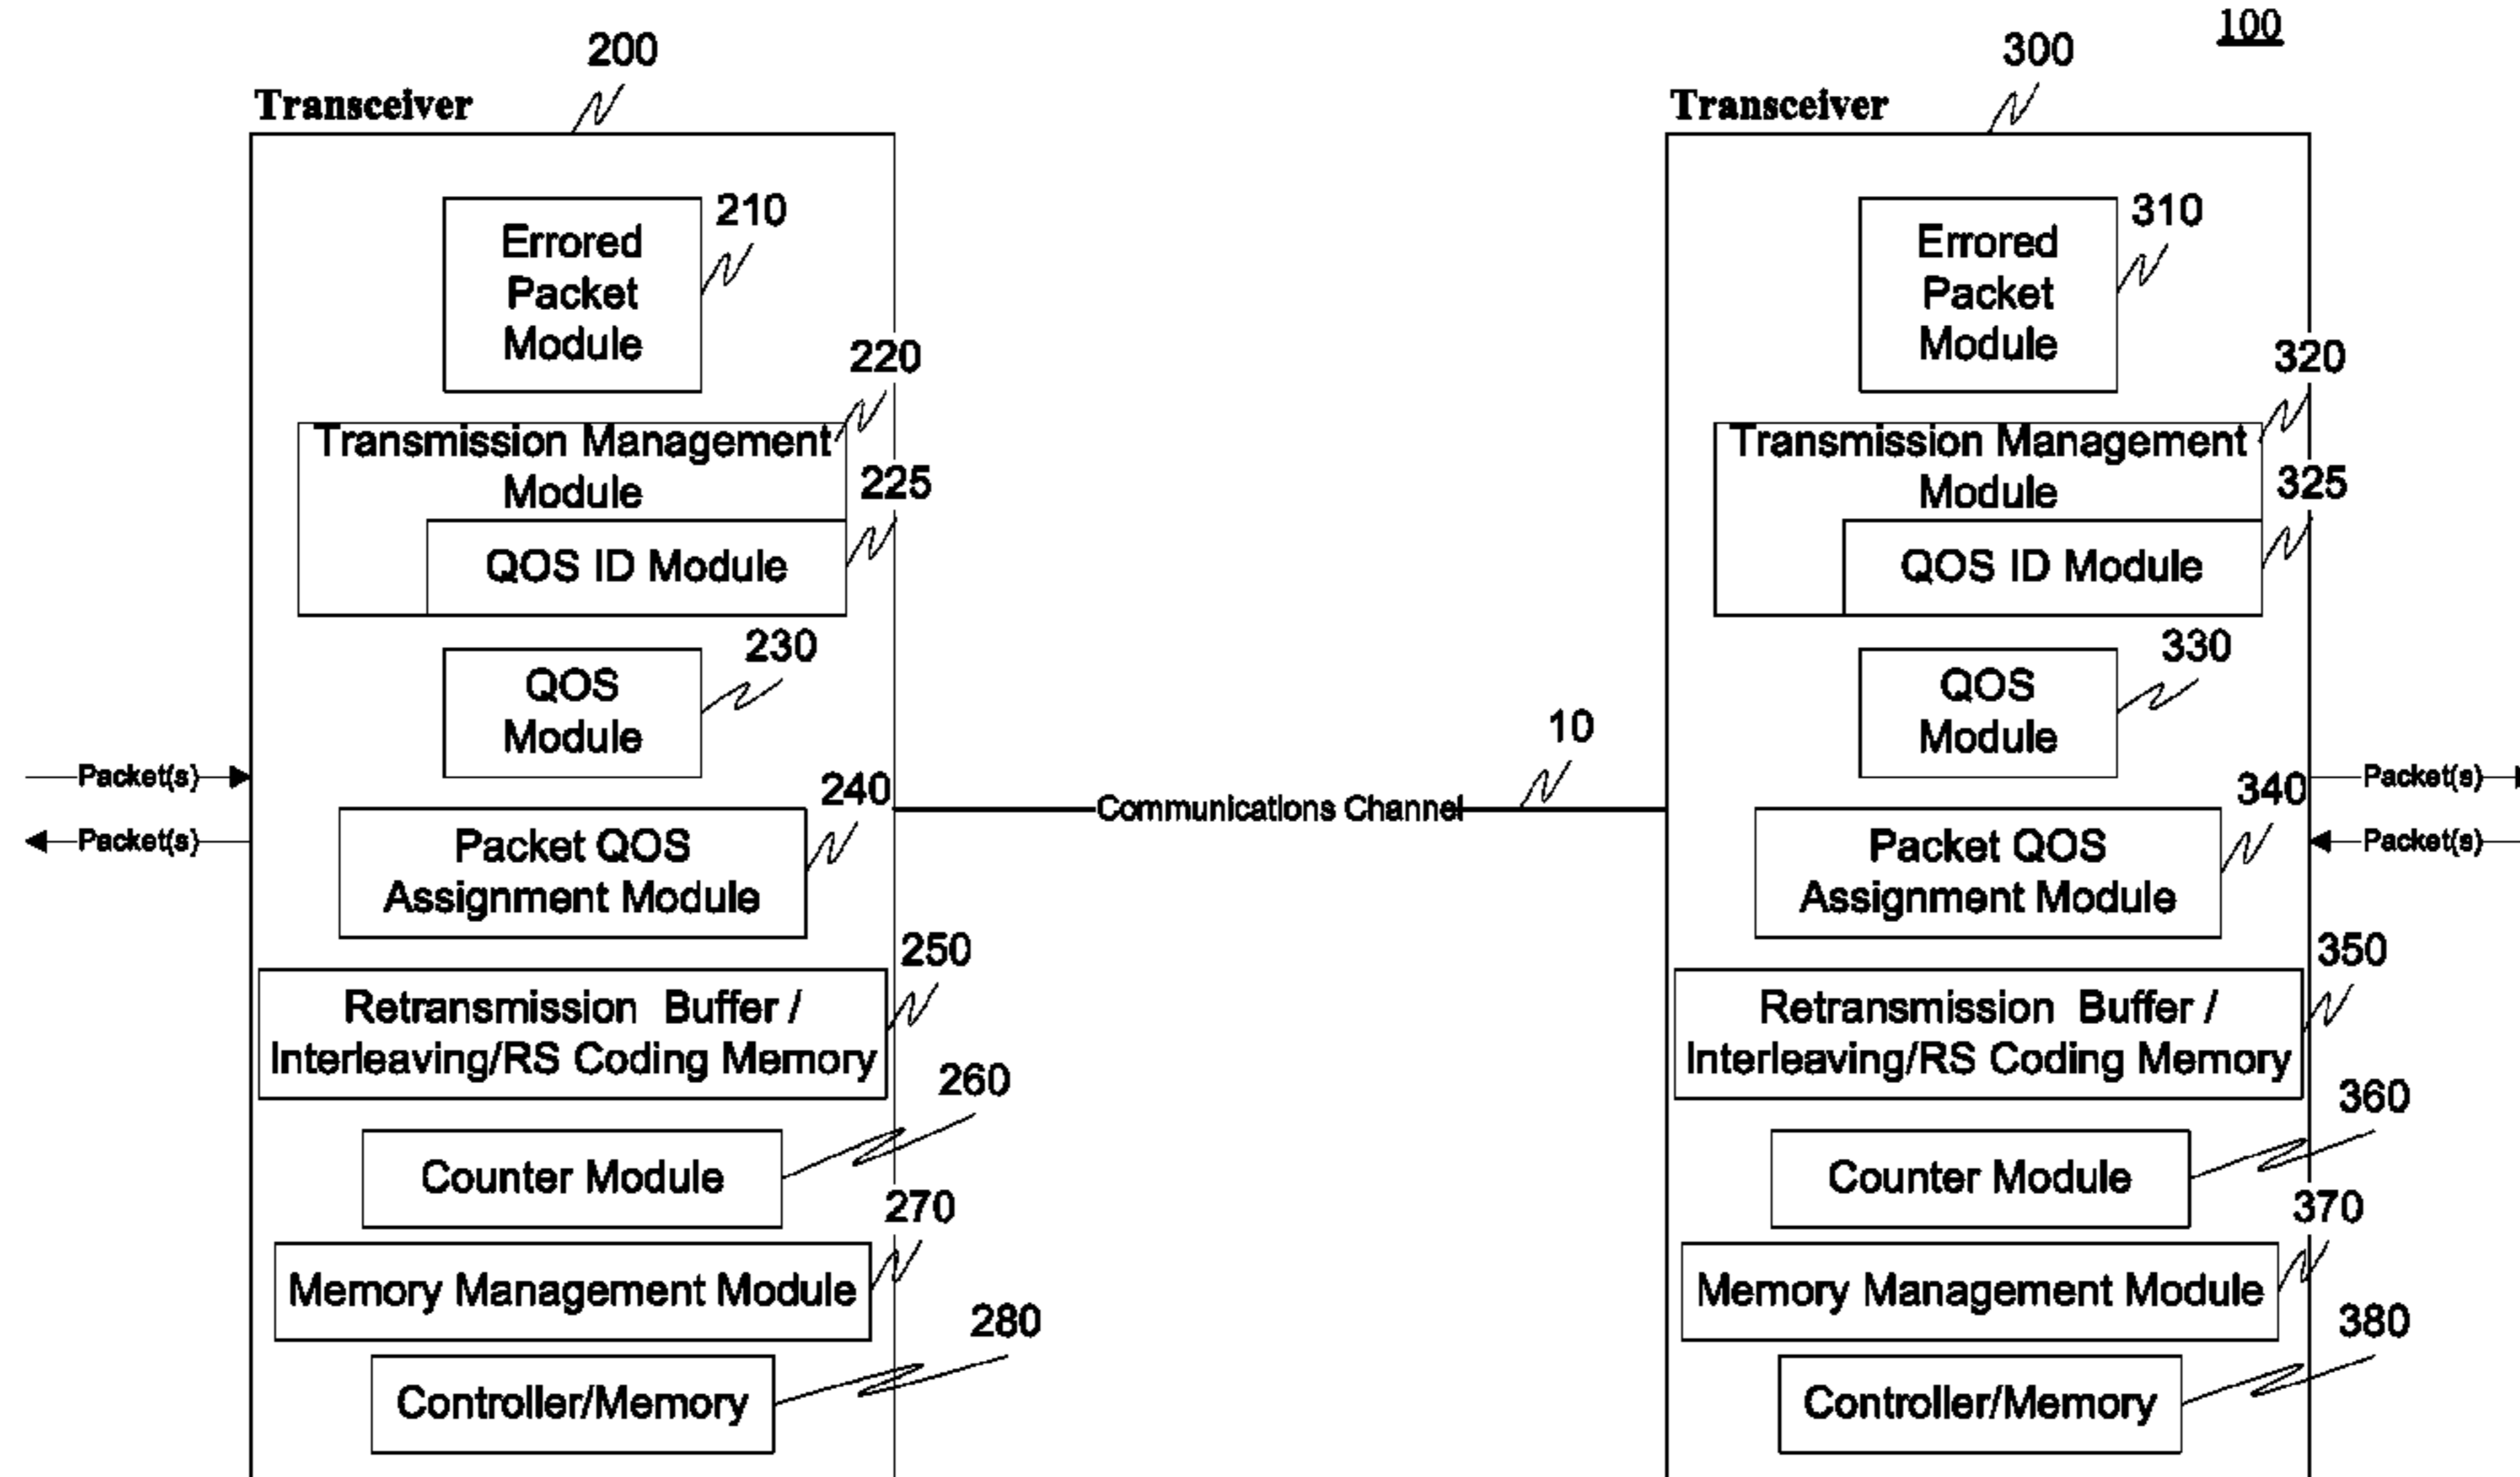 100
200
Transceiver
210
Errored
Packet
Module
220
Transmission Management
Module
225
QOS ID Module
230
QOS
Module
Packet(s)
Packet(s)
240
Packet QOS
Assignment Module
250
Retransmission Buffer /
Interleaving/RS Coding Memory
260
Counter Module
270
Memory Management Module
280
Controller/Memory
10
Communications Channel
300
Transceiver
310
Errored
Packet
Module
320
Transmission Management
Module
325
QOS ID Module
330
QOS
Module
Packet(s)
Packet(s)
340
Packet QOS
Assignment Module
350
Retransmission Buffer /
Interleaving/RS Coding Memory
360
Counter Module
370
Memory Management Module
380
Controller/Memory